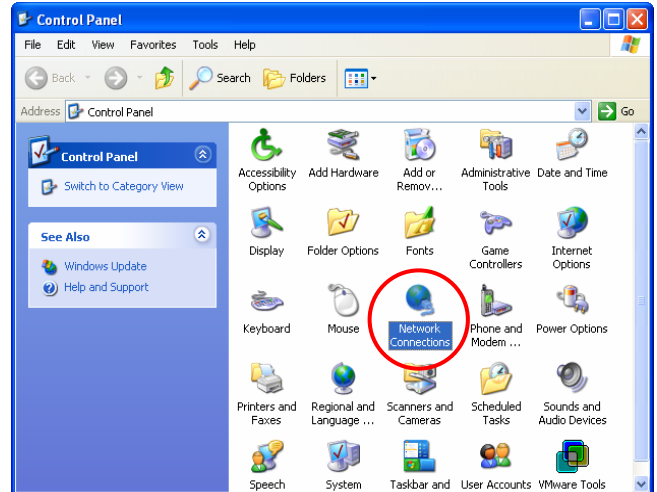 Control Panel
File Edit View Favorites Tools Help
Back Search Folders
Address Control Panel Go
Control Panel
Switch to Category View
See Also
Windows Update
Help and Support
Accessibility Options
Add Hardware
Add or Remov...
Administrative Tools
Date and Time
Display
Folder Options
Fonts
Game Controllers
Internet Options
Keyboard
Mouse
Network Connections
Phone and Modem ...
Power Options
Printers and Faxes
Regional and Language ...
Scanners and Cameras
Scheduled Tasks
Sounds and Audio Devices
Speech
System
Taskbar and
User Accounts
VMware Tools